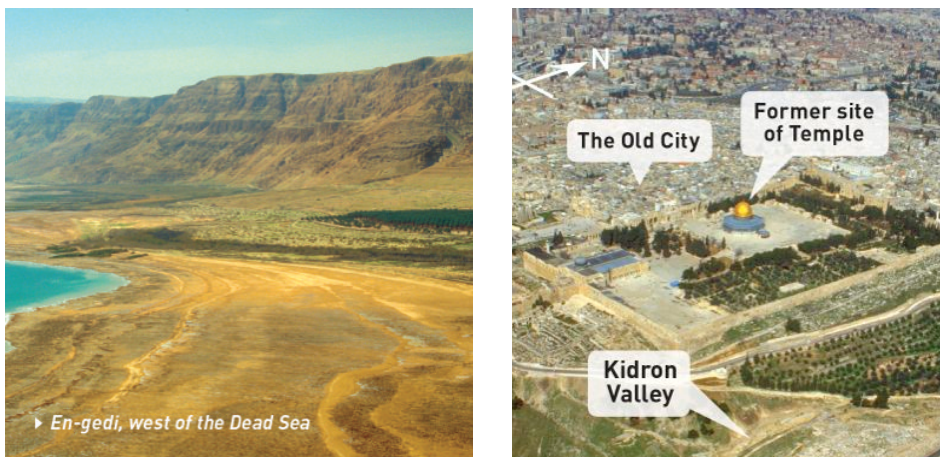 En-gedi, west of the Dead Sea
N
The Old City
Former site
of Temple
Kidron
Valley